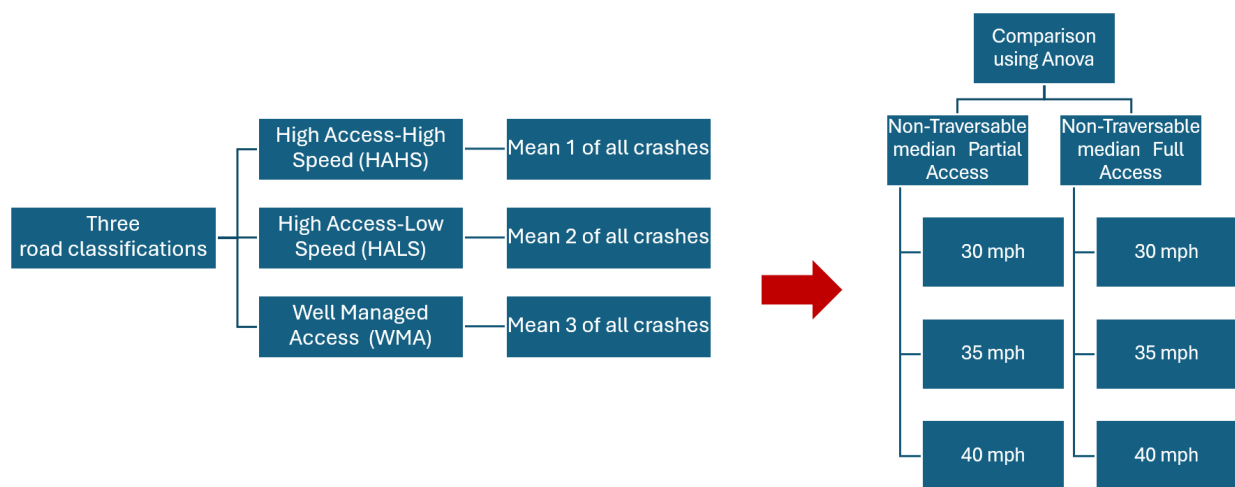 Three
road classifications
High Access-High
Speed (HAHS)
Mean 1 of all crashes
High Access-Low
Speed (HALS)
Mean 2 of all crashes
Well Managed
Access (WMA)
Mean 3 of all crashes
Comparison
using Anova
Non-Traversable
median Partial
Access
30 mph
35 mph
40 mph
Non-Traversable
median Full
Access
30 mph
35 mph
40 mph